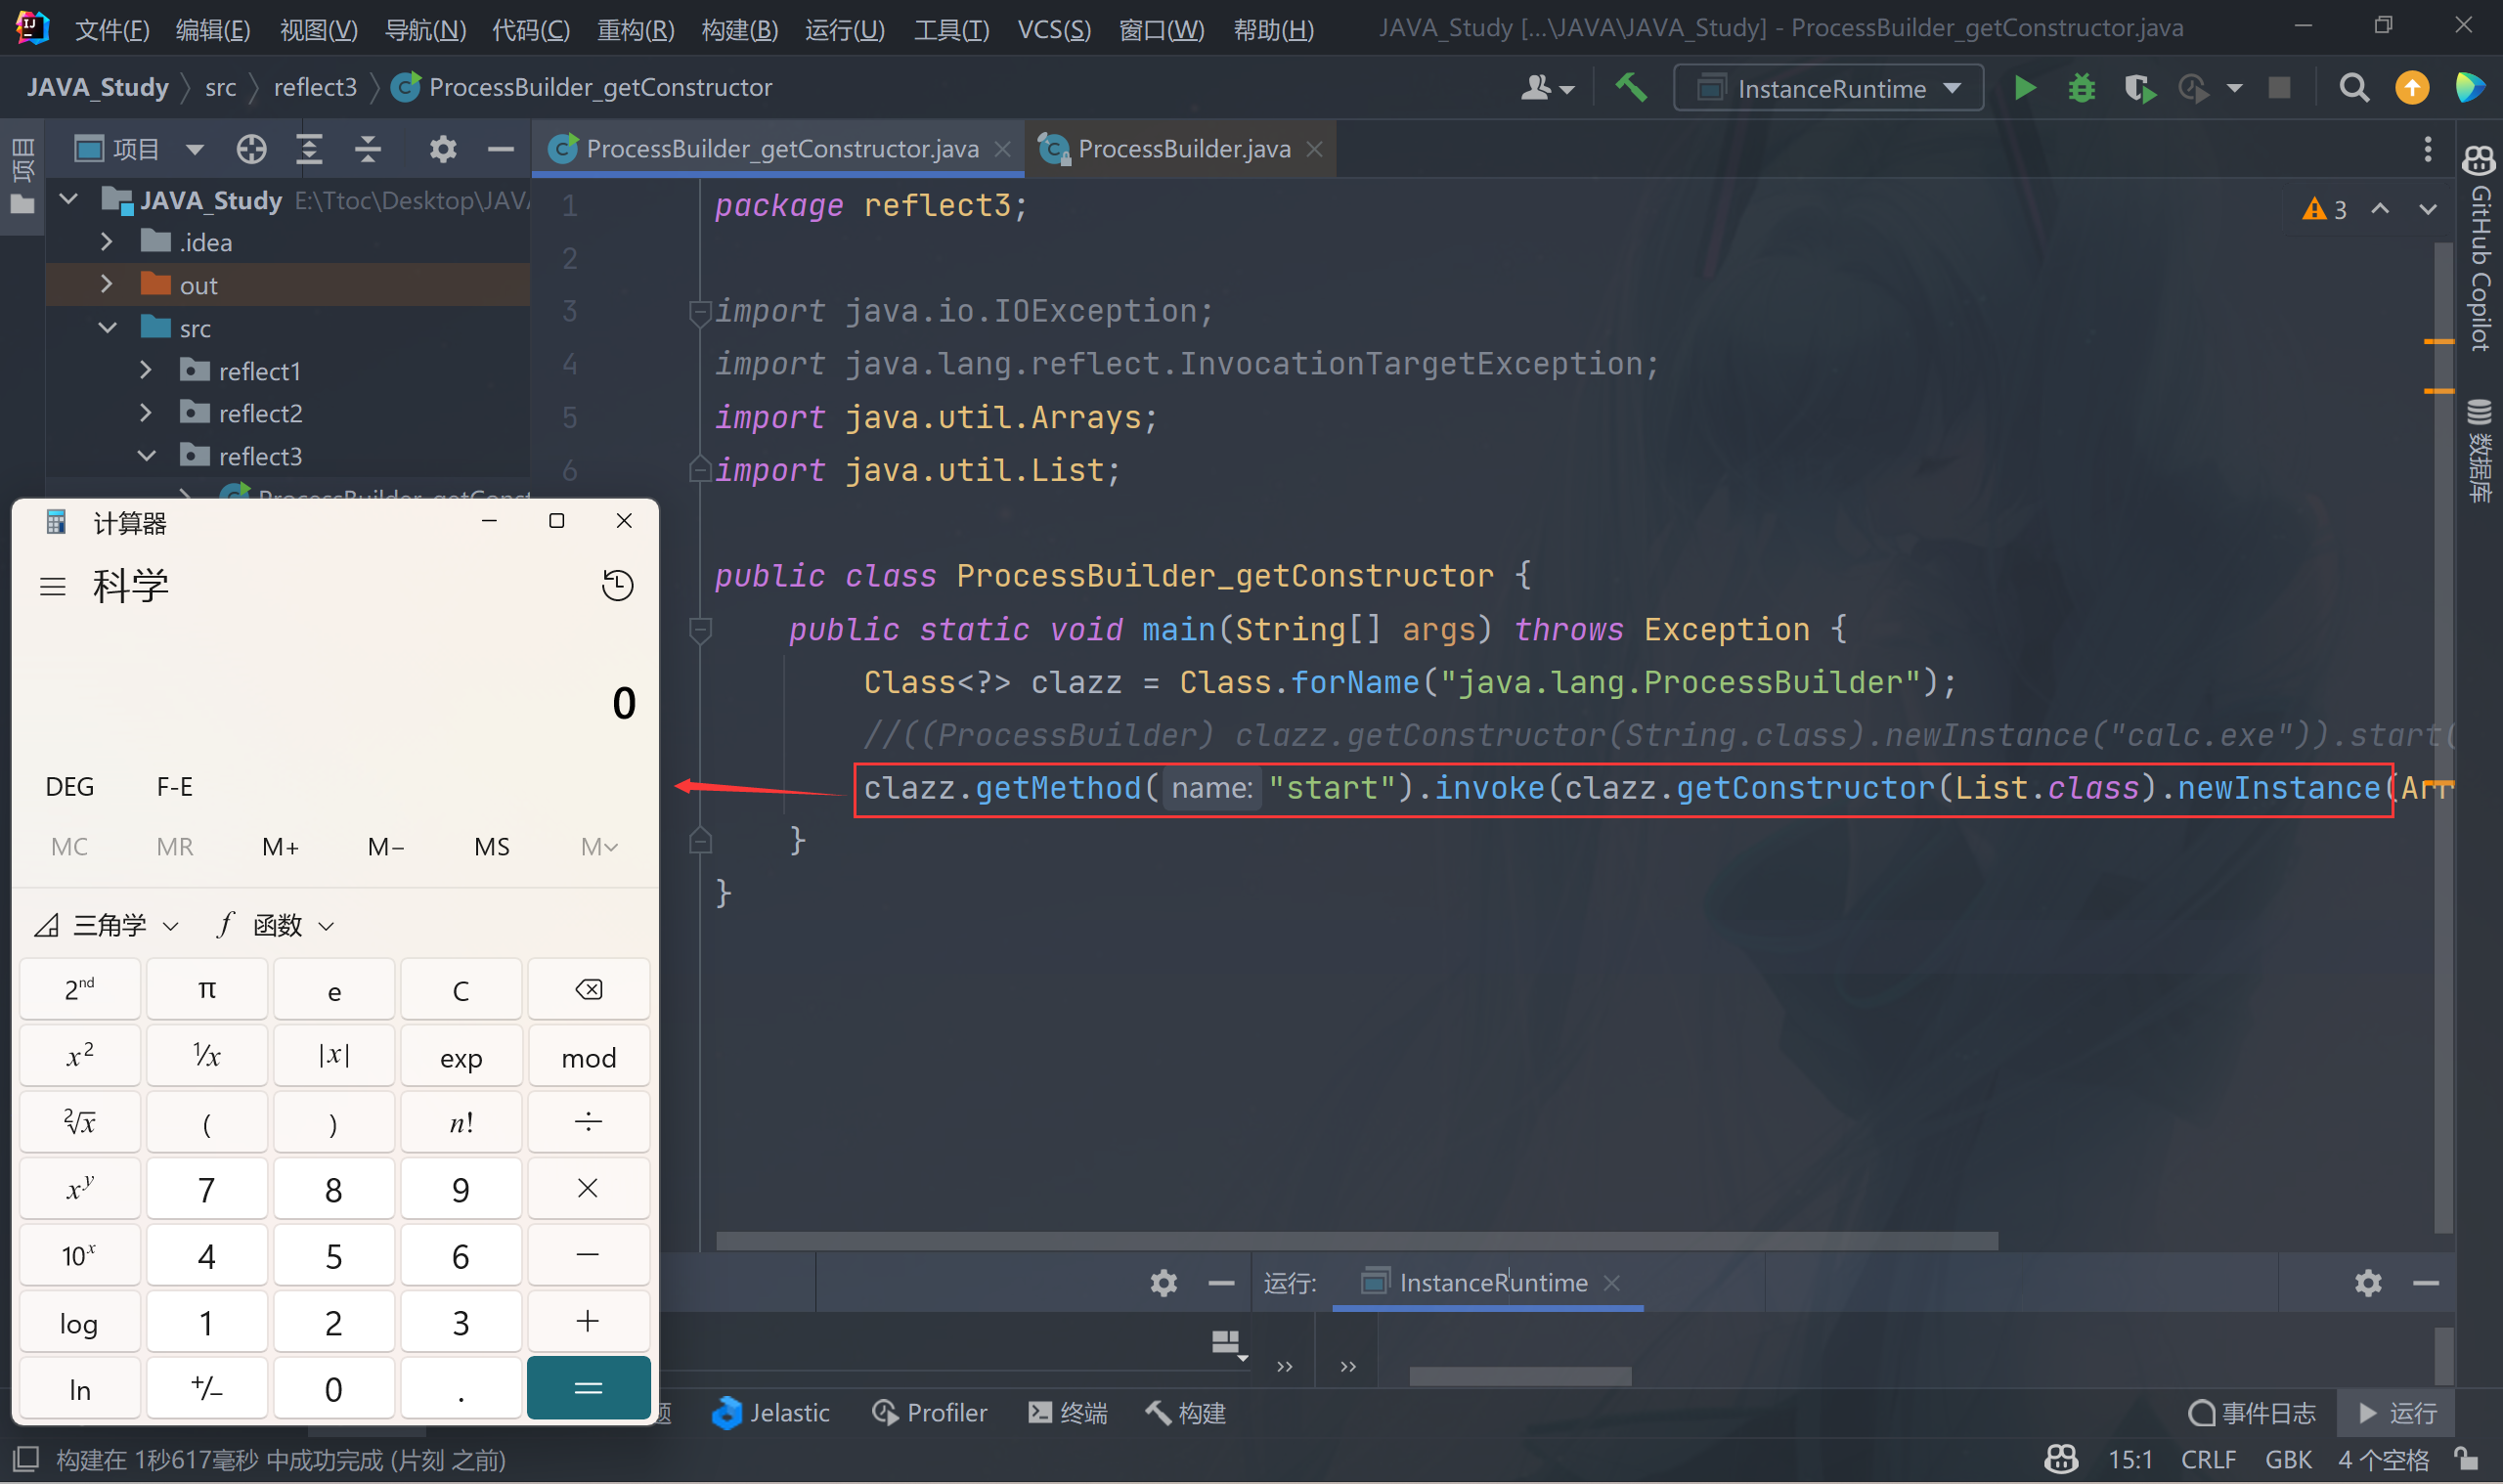 文件(F) 编辑(E) 视图(V) 导航(N) 代码(C) 重构(R) 构建(B) 运行(U) 工具(T) VCS(S) 窗口(W) 帮助(H) JAVA_Study [...\JAVA\JAVA_Study] - ProcessBuilder_getConstructor.java
JAVA_Study src reflect3 ProcessBuilder_getConstructor InstanceRuntime
项目
项目 ProcessBuilder_getConstructor.java ProcessBuilder.java
JAVA_Study E:\Ttoc\Desktop\JAVA
.idea
out
src
reflect1
reflect2
reflect3
ProcessBuilder_getConst
1 package reflect3;
2
3 import java.io.IOException;
4 import java.lang.reflect.InvocationTargetException;
5 import java.util.Arrays;
6 import java.util.List;
public class ProcessBuilder_getConstructor {
public static void main(String[] args) throws Exception {
Class<?> clazz = Class.forName("java.lang.ProcessBuilder");
//((ProcessBuilder) clazz.getConstructor(String.class).newInstance("calc.exe")).start(
clazz.getMethod( name: "start").invoke(clazz.getConstructor(List.class).newInstance(Arr
}
}
3
GitHub Copilot
数据库
计算器
科学
0
DEG F-E
MC MR M+ M− MS M
三角学 f 函数
2nd π e C
x2 1/x |x| exp mod
2√x ( ) n! ÷
xy 7 8 9 ×
10x 4 5 6 −
log 1 2 3 +
ln +/− 0 . =
运行: InstanceRuntime
» »
题 Jelastic Profiler 终端 构建 事件日志 运行
构建在 1秒617毫秒 中成功完成 (片刻 之前) 15:1 CRLF GBK 4 个空格